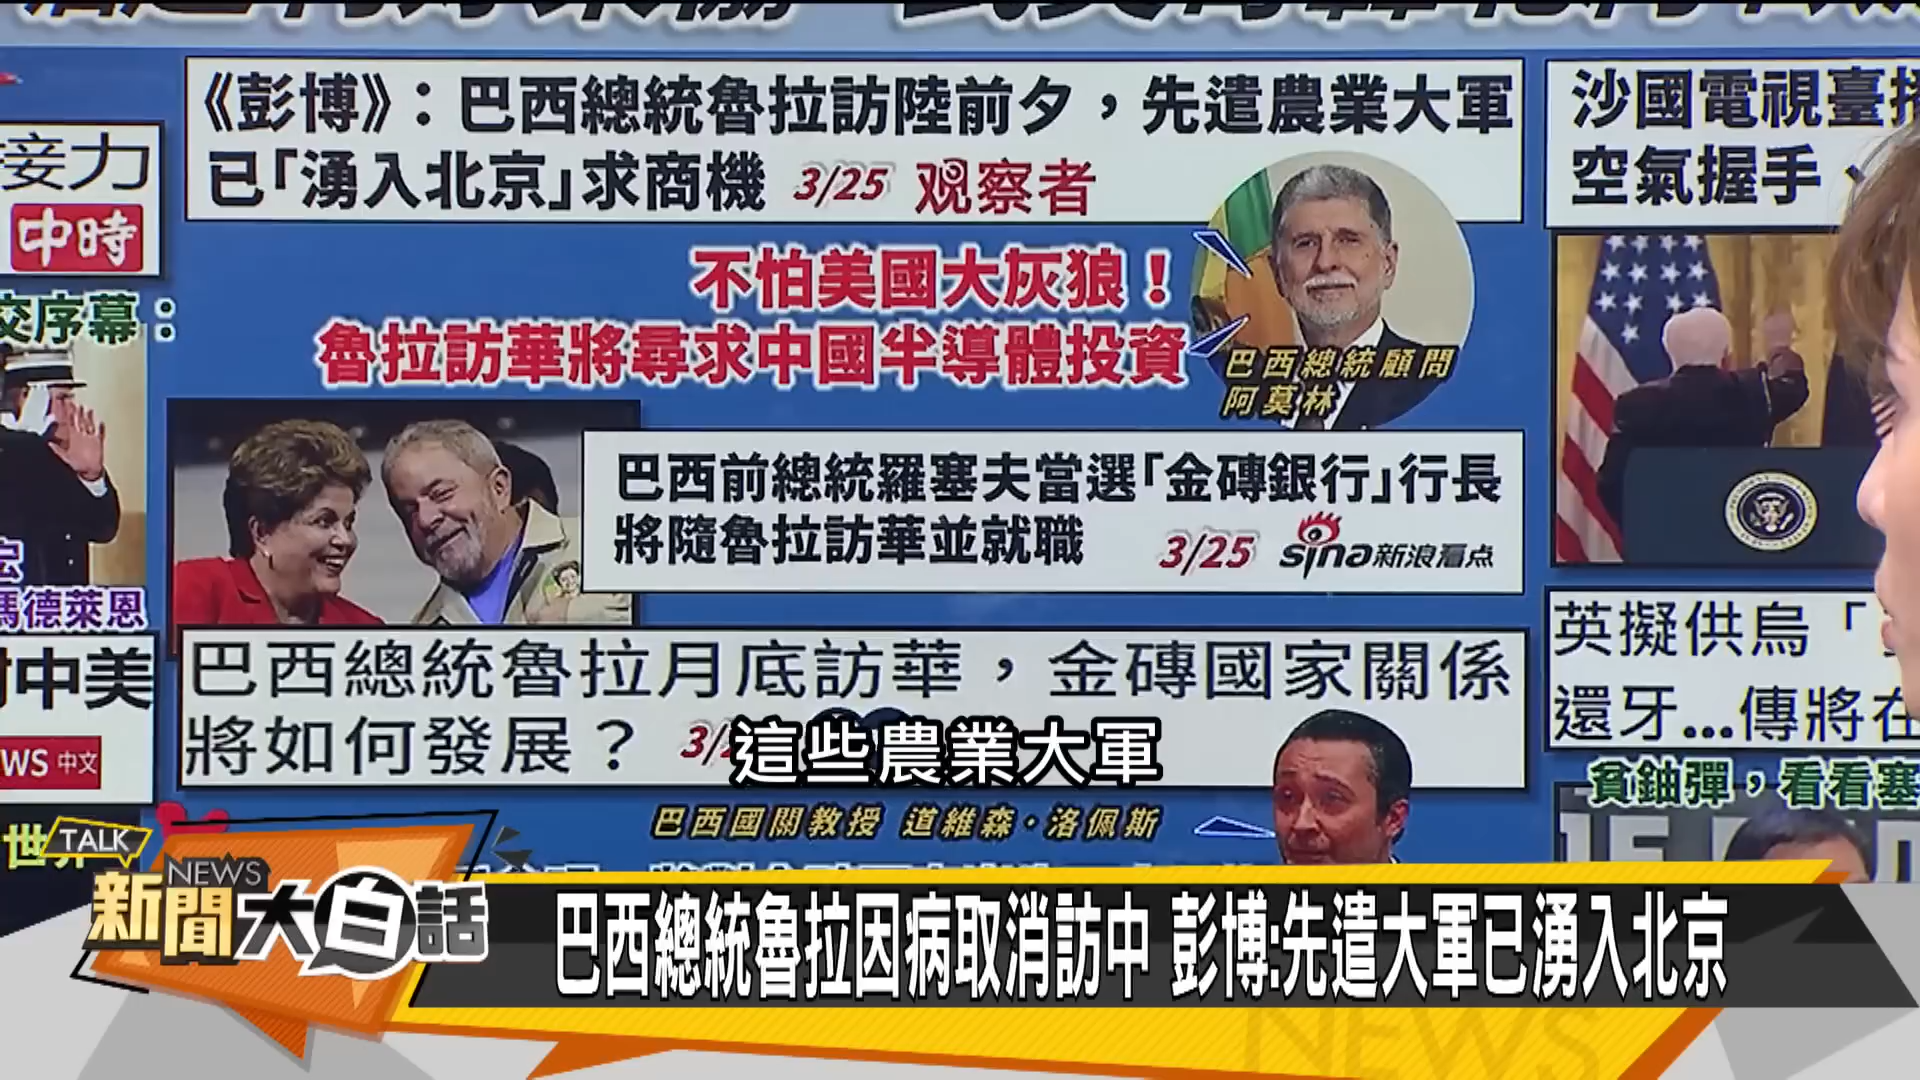 《彭博》：巴西總統魯拉訪陸前夕，先遣農業大軍
已「湧入北京」求商機 3/25 观察者
不怕美國大灰狼！
魯拉訪華將尋求中國半導體投資
巴西總統顧問
阿莫林
巴西前總統羅塞夫當選「金磚銀行」行長
將隨魯拉訪華並就職 3/25 sina新浪看点
巴西總統魯拉月底訪華，金磚國家關係
將如何發展？ 3/2
這些農業大軍
巴西國關教授 道維森·洛佩斯
接力
中時
交序幕：
宏
馮德萊恩
中美
WS 中文
世界
沙國電視臺播
空氣握手、
英擬供烏「
還牙...傳將在
貧鈾彈，看看塞
TALK
NEWS
新聞大白話
巴西總統魯拉因病取消訪中 彭博:先遣大軍已湧入北京
NEWS